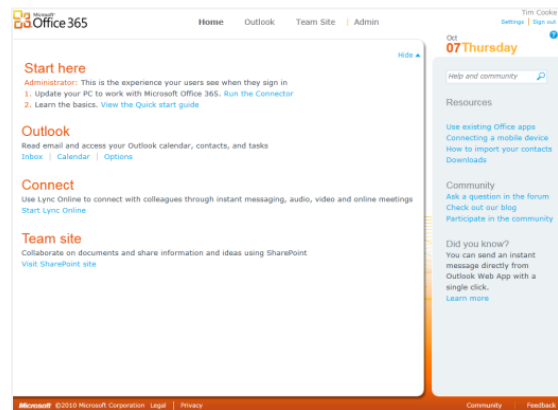 Microsoft
Office 365
Home Outlook Team Site | Admin
Tim Cooke
Settings | Sign out
Hide
Start here
Administrator: This is the experience your users see when they sign in
1. Update your PC to work with Microsoft Office 365. Run the Connector
2. Learn the basics. View the Quick start guide
Outlook
Read email and access your Outlook calendar, contacts, and tasks
Inbox | Calendar | Options
Connect
Use Lync Online to connect with colleagues through instant messaging, audio, video and online meetings
Start Lync Online
Team site
Collaborate on documents and share information and ideas using SharePoint
Visit SharePoint site
Oct
07 Thursday
?
Help and community
Resources
Use existing Office apps
Connecting a mobile device
How to import your contacts
Downloads
Community
Ask a question in the forum
Check out our blog
Participate in the community
Did you know?
You can send an instant
message directly from
Outlook Web App with a
single click.
Learn more
Microsoft ©2010 Microsoft Corporation Legal | Privacy
Community Feedback